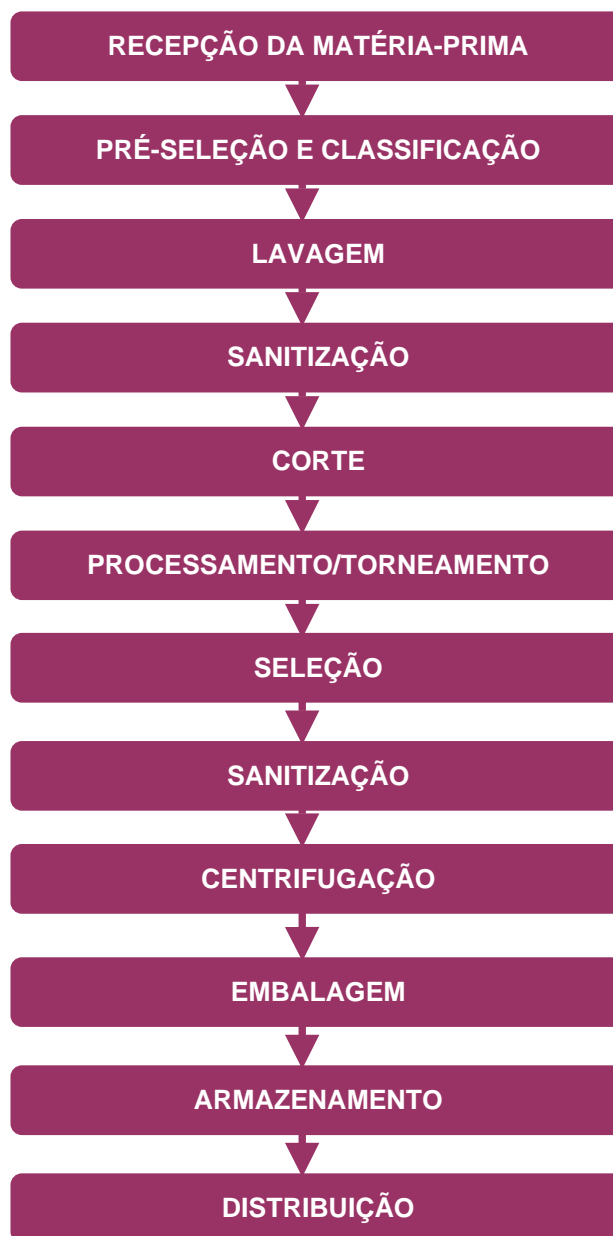 RECEPÇÃO DA MATÉRIA-PRIMA
PRÉ-SELEÇÃO E CLASSIFICAÇÃO
LAVAGEM
SANITIZAÇÃO
CORTE
PROCESSAMENTO/TORNEAMENTO
SELEÇÃO
SANITIZAÇÃO
CENTRIFUGAÇÃO
EMBALAGEM
ARMAZENAMENTO
DISTRIBUIÇÃO